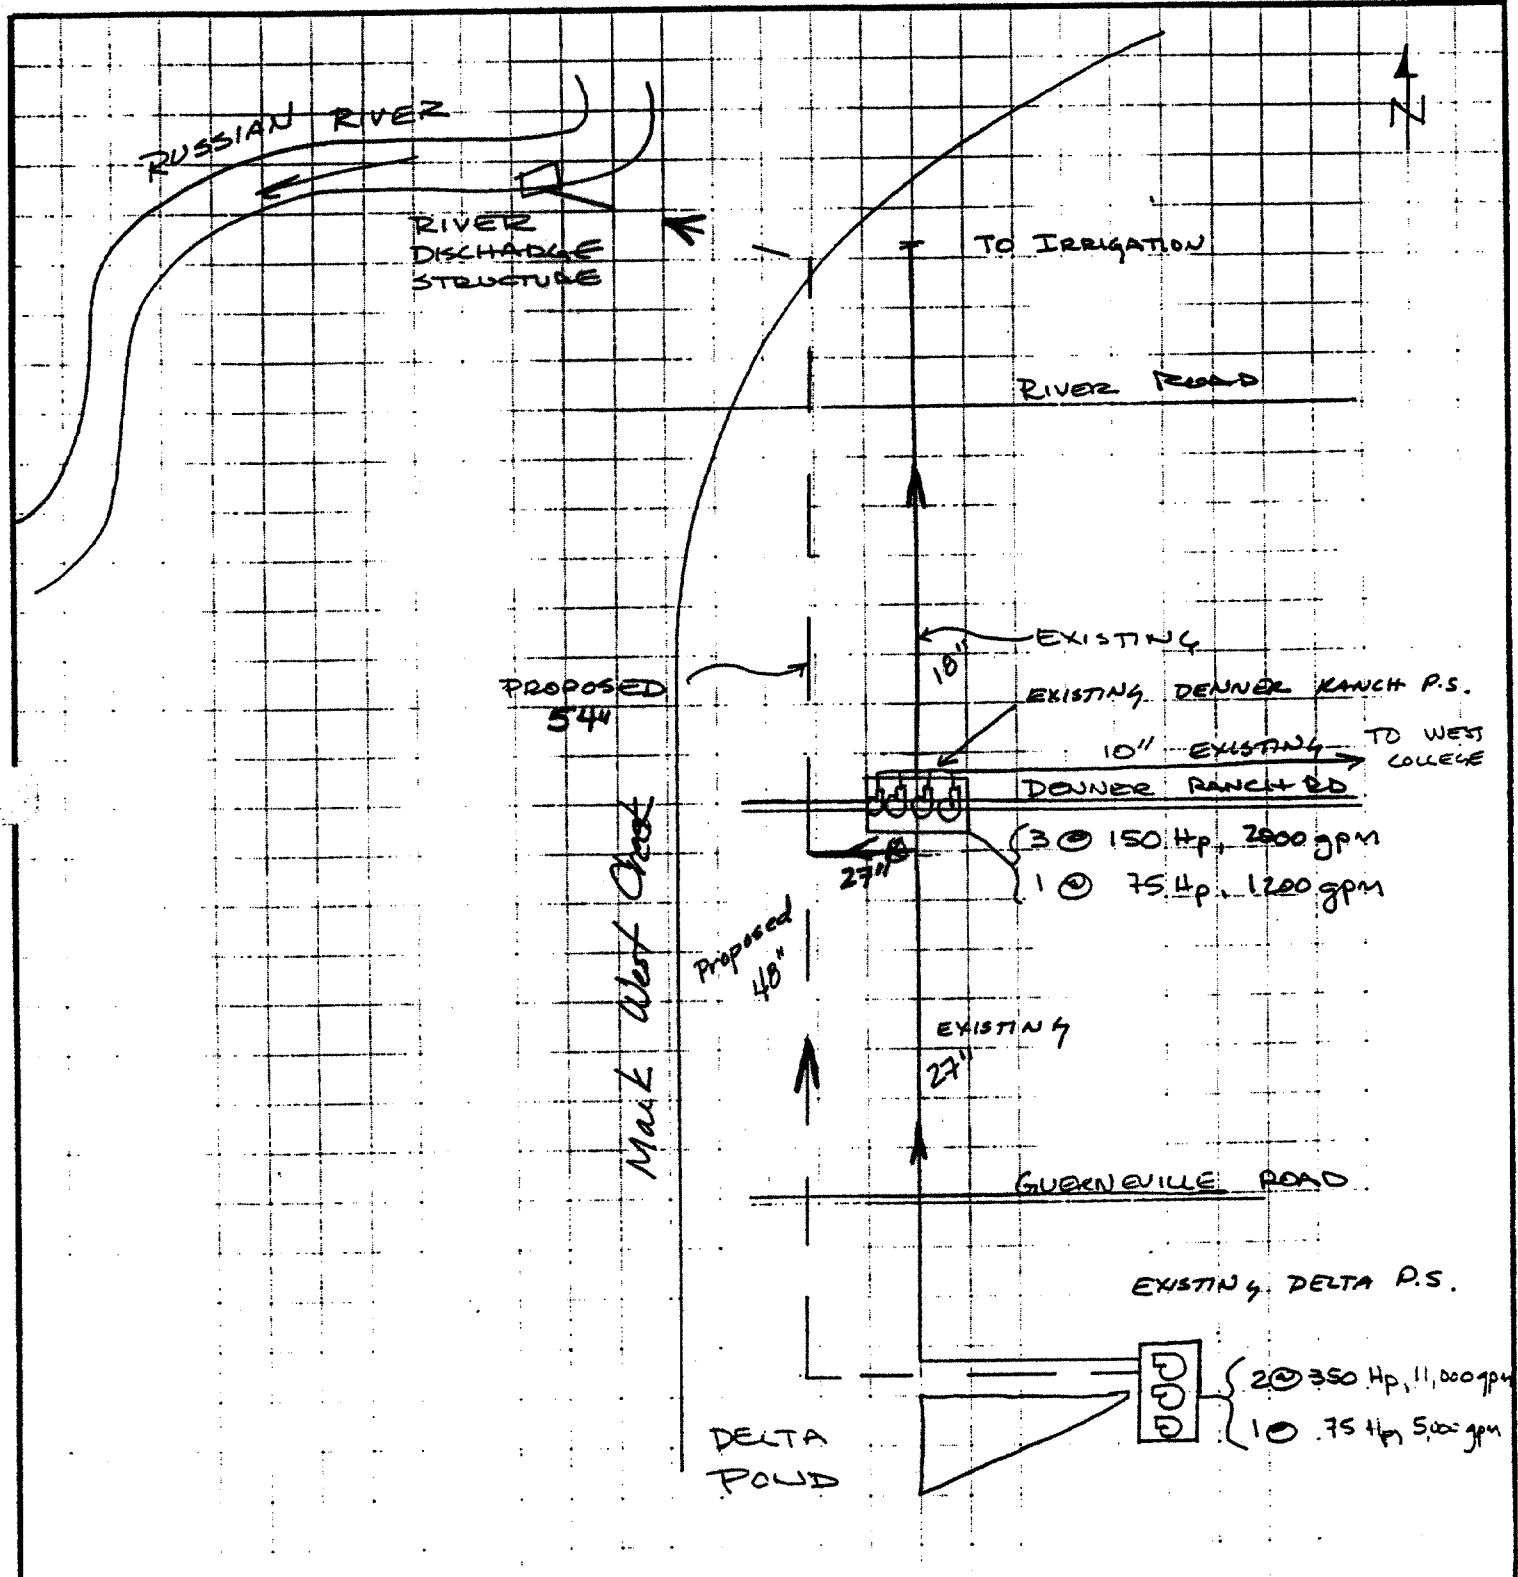 N
RUSSIAN RIVER
RIVER
DISCHARGE
STRUCTURE
TO IRRIGATION
RIVER ROAD
EXISTING
18"
PROPOSED
54"
EXISTING DENNER RANCH P.S.
10" EXISTING
TO WEST
COLLEGE
DENNER RANCH RD
3 @ 150 Hp, 2000 gpm
1 @ 75 Hp, 1200 gpm
27"
Proposed
48"
Mark West Creek
EXISTING
27"
GUERNEVILLE ROAD
EXISTING DELTA P.S.
2 @ 350 Hp, 11,000 gpm
1 @ 75 Hp, 5,000 gpm
DELTA
POND